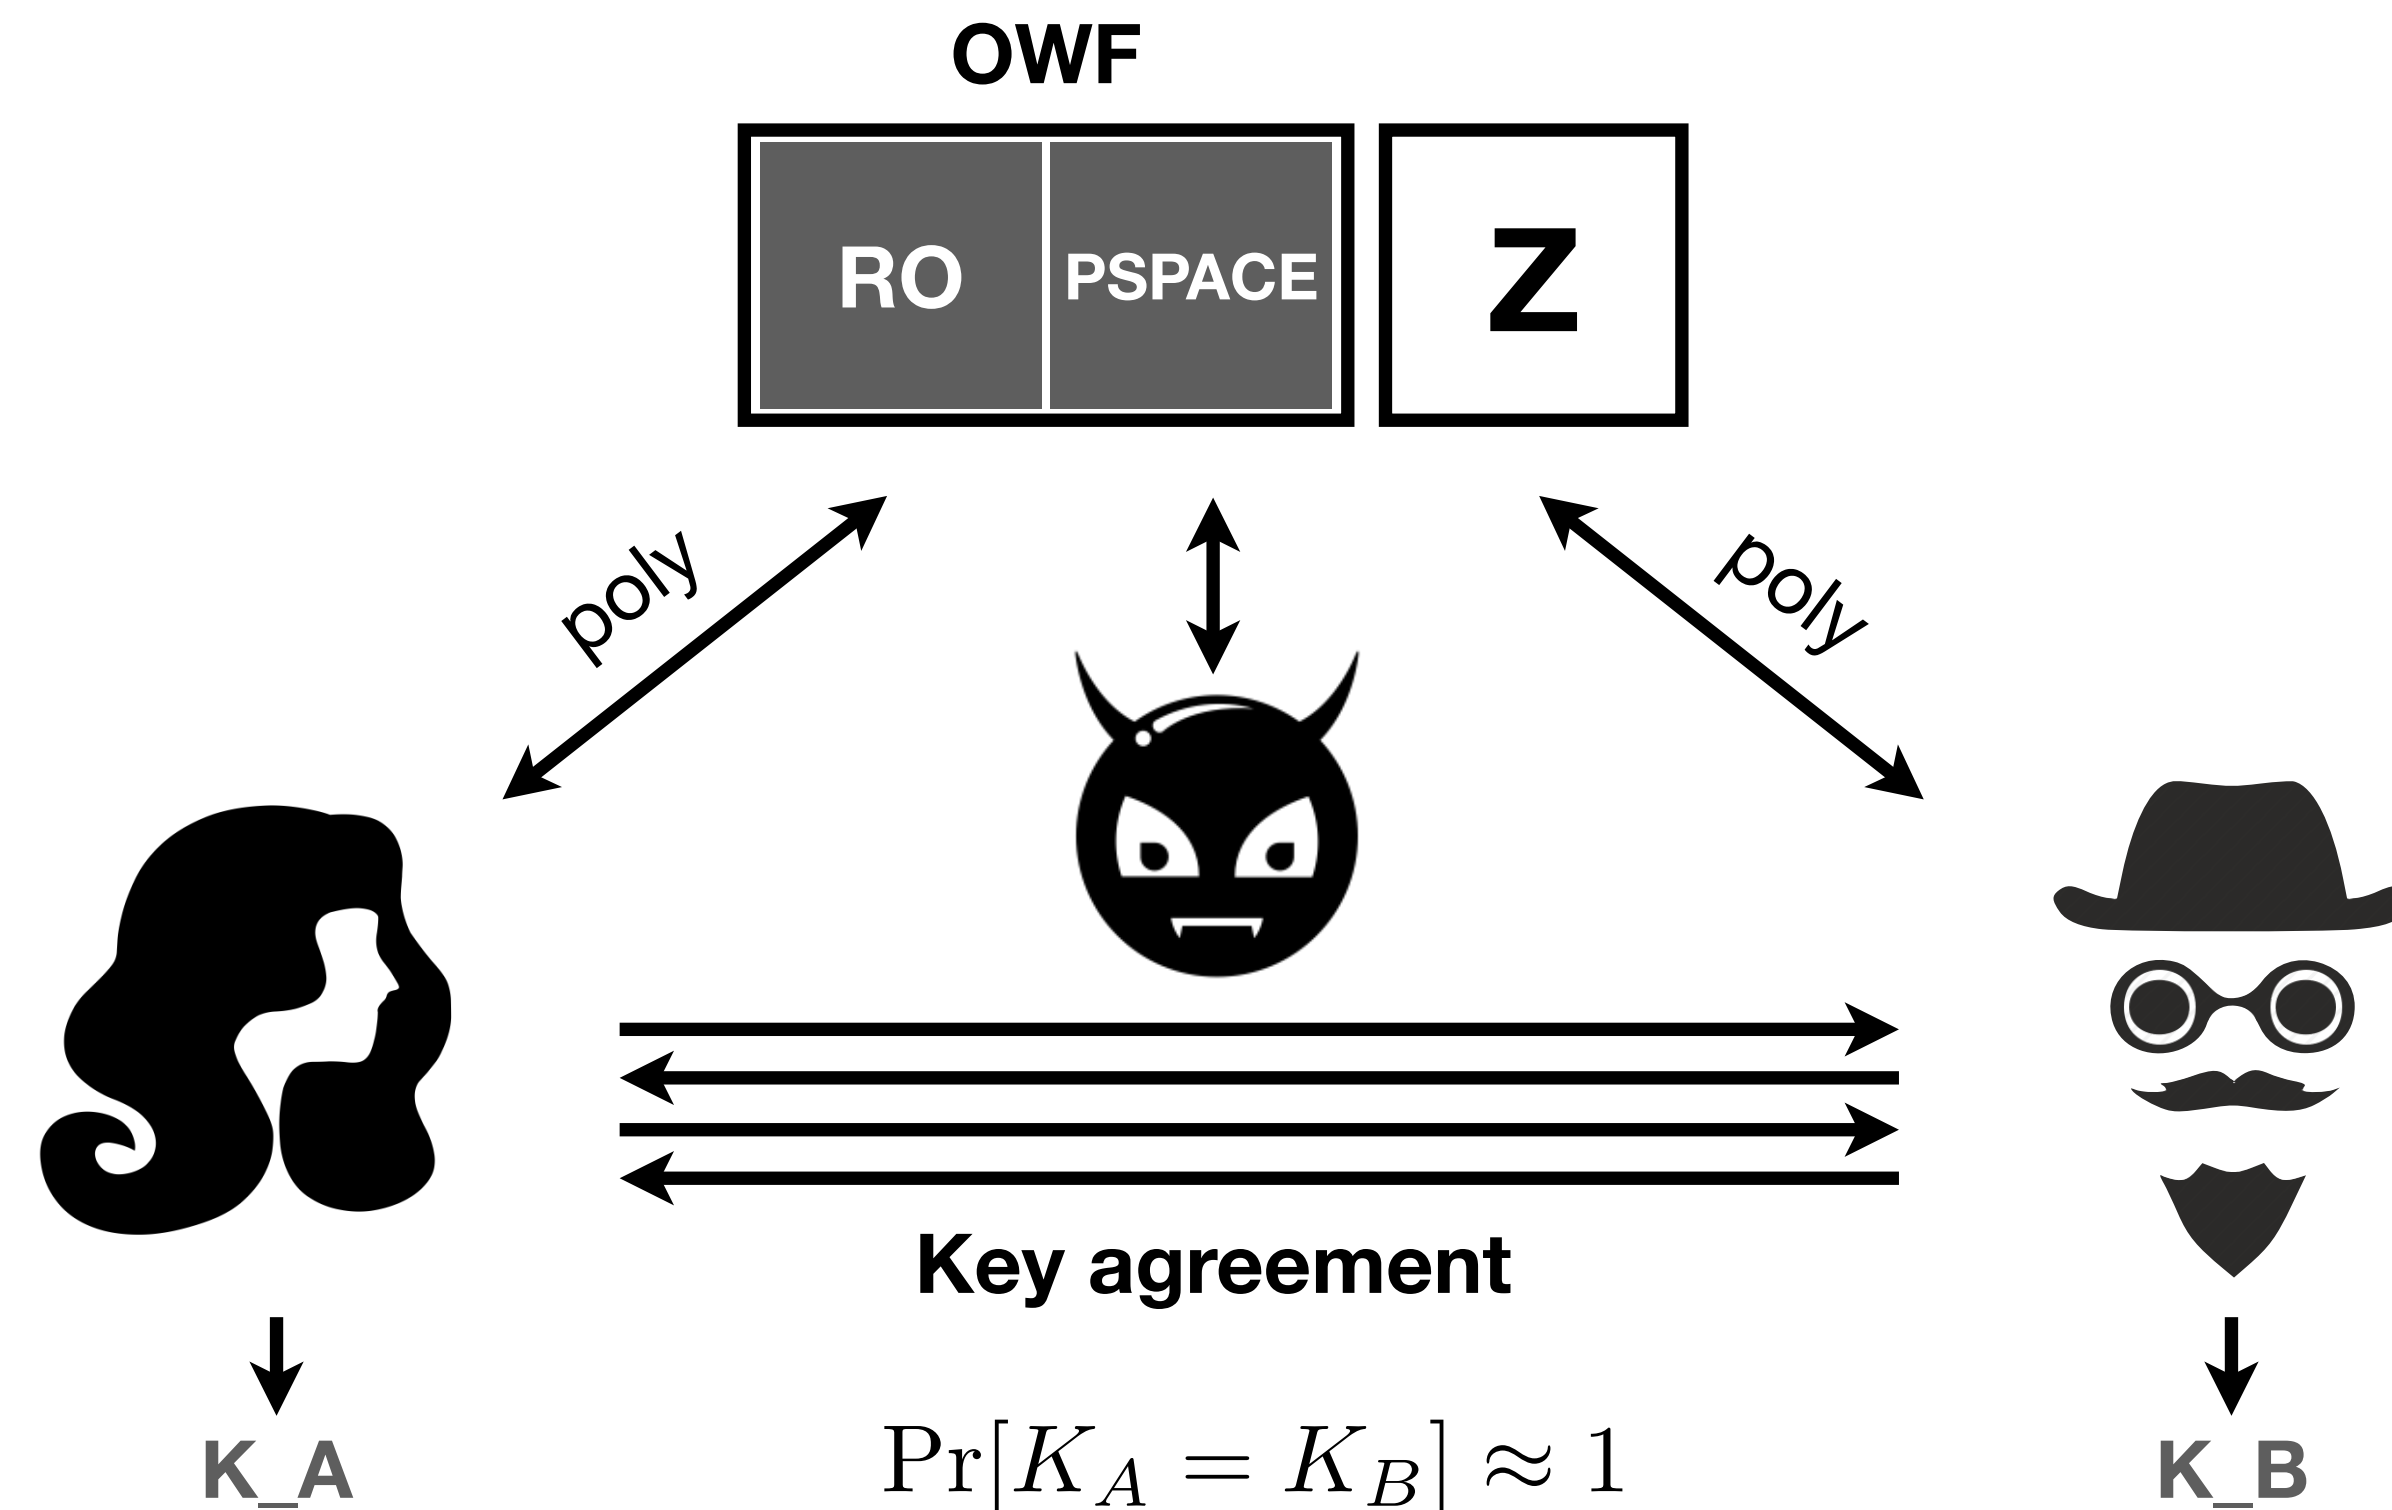 OWF
RO PSPACE Z
poly poly
Key agreement
K_A Pr[K_A = K_B] ≈ 1 K_B